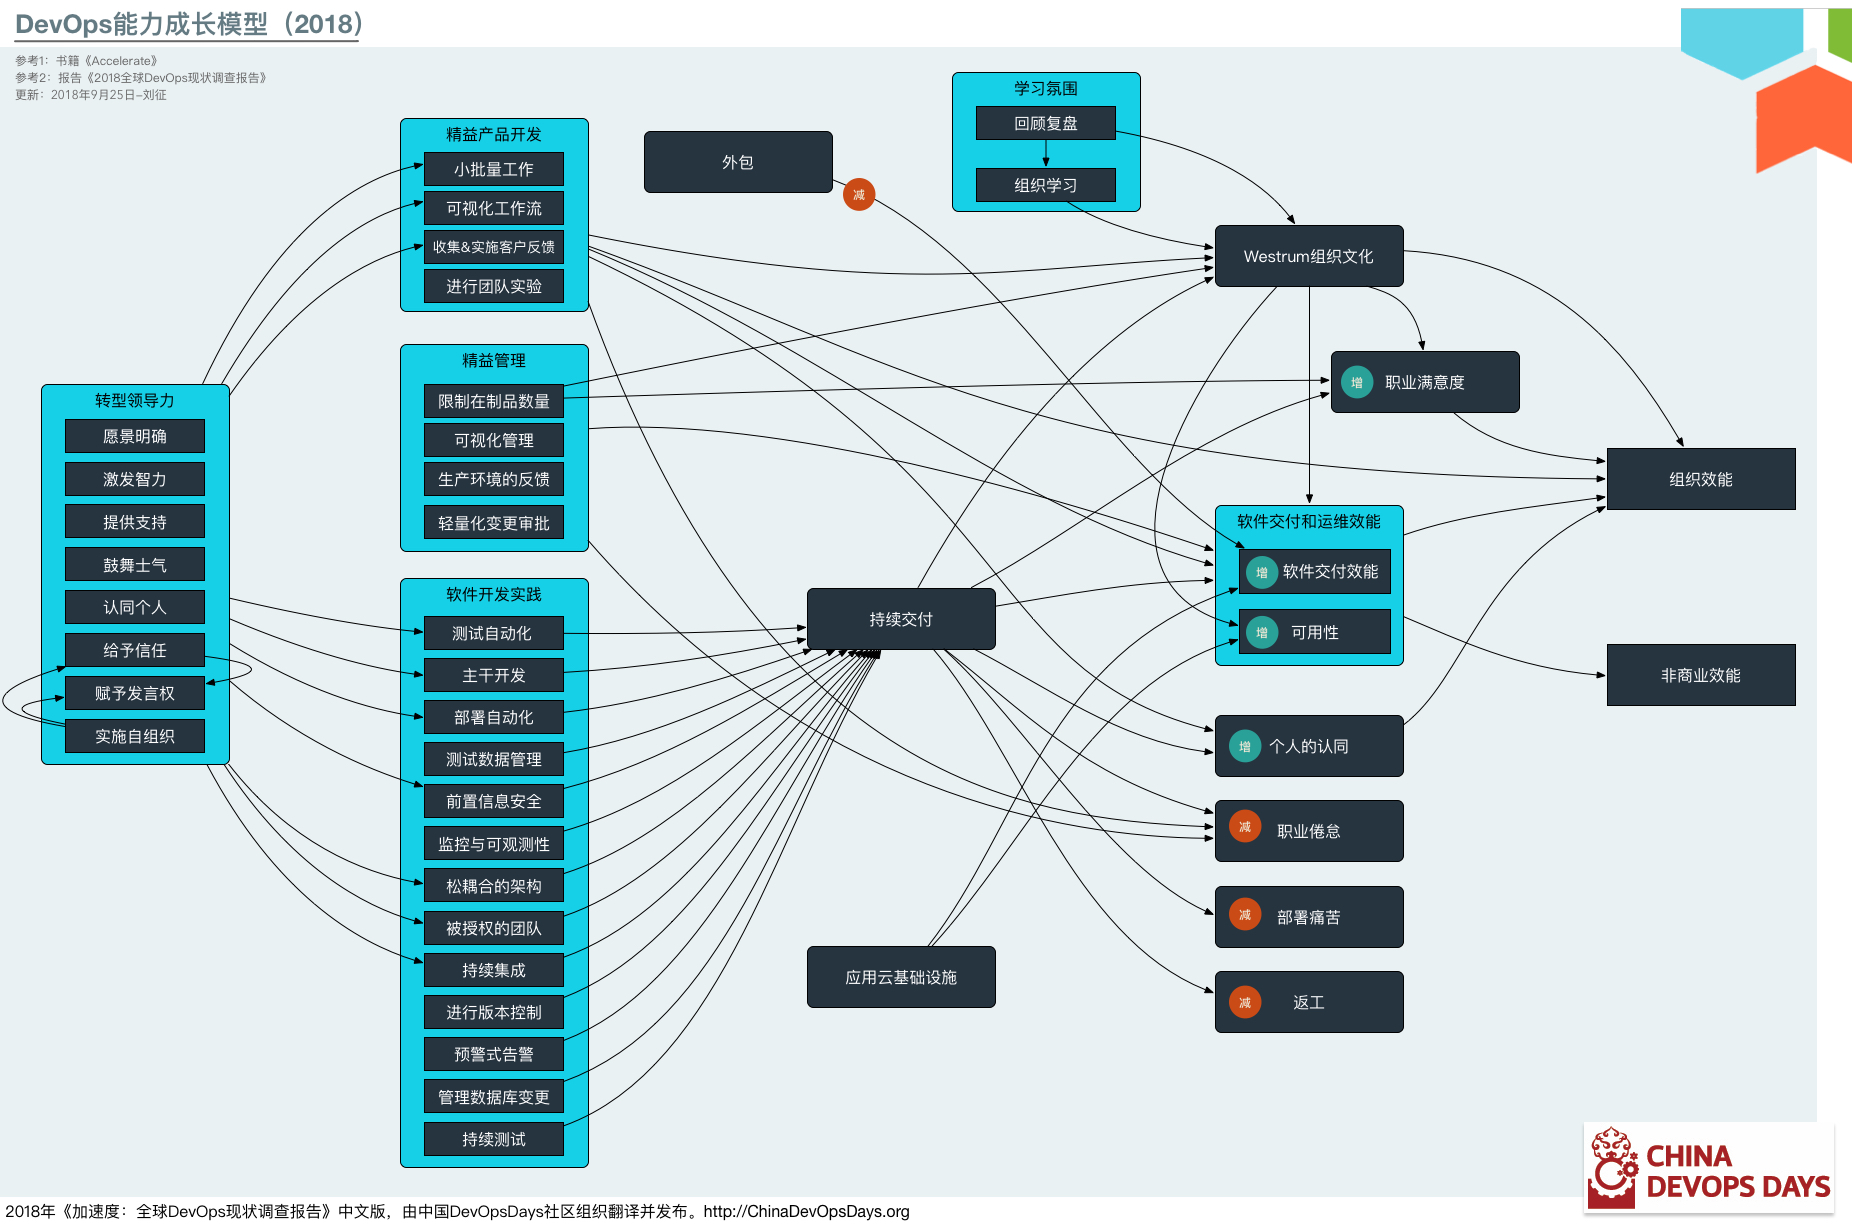 DevOps能力成长模型（2018）
参考1：书籍《Accelerate》
参考2：报告《2018全球DevOps现状调查报告》
更新：2018年9月25日-刘征
转型领导力
愿景明确
激发智力
提供支持
鼓舞士气
认同个人
给予信任
赋予发言权
实施自组织
精益产品开发
小批量工作
可视化工作流
收集&实施客户反馈
进行团队实验
精益管理
限制在制品数量
可视化管理
生产环境的反馈
轻量化变更审批
软件开发实践
测试自动化
主干开发
部署自动化
测试数据管理
前置信息安全
监控与可观测性
松耦合的架构
被授权的团队
持续集成
进行版本控制
预警式告警
管理数据库变更
持续测试
外包
减
持续交付
应用云基础设施
学习氛围
回顾复盘
组织学习
Westrum组织文化
增 职业满意度
软件交付和运维效能
增 软件交付效能
增 可用性
增 个人的认同
减 职业倦怠
减 部署痛苦
减 返工
组织效能
非商业效能
CHINA
DEVOPS DAYS
2018年《加速度：全球DevOps现状调查报告》中文版，由中国DevOpsDays社区组织翻译并发布。http://ChinaDevOpsDays.org